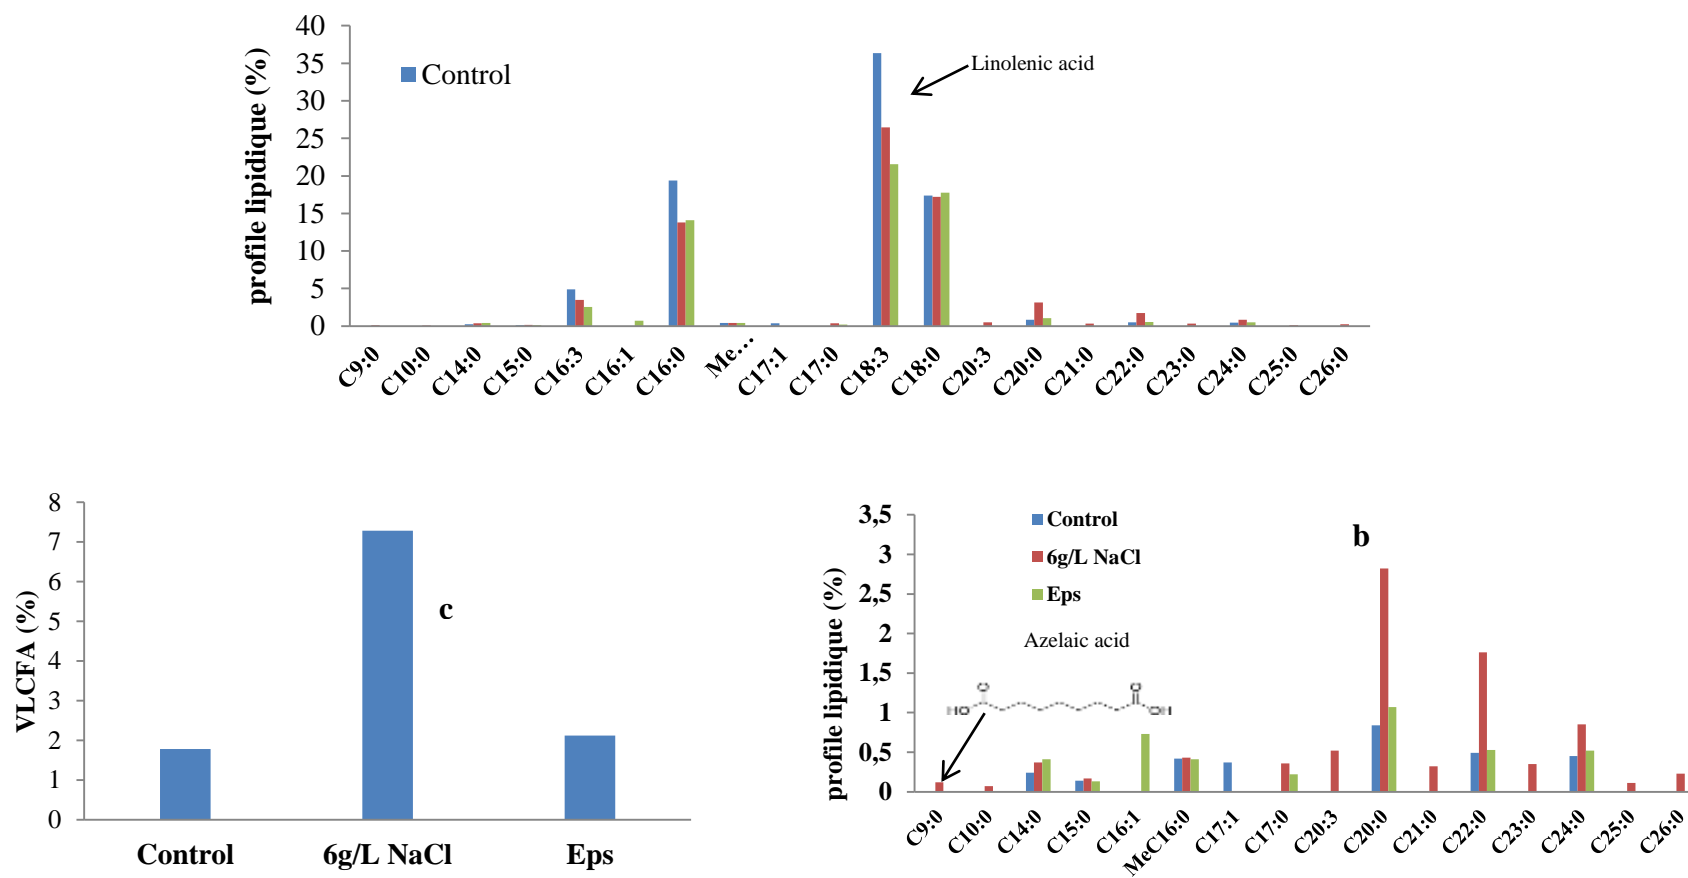 profile lipidique (%)
40
35
30
25
20
15
10
5
0
Control
Linolenic acid
C9:0
C10:0
C14:0
C15:0
C16:3
C16:1
C16:0
Me…
C17:1
C17:0
C18:3
C18:0
C20:3
C20:0
C21:0
C22:0
C23:0
C24:0
C25:0
C26:0
VLCFA (%)
8
7
6
5
4
3
2
1
0
c
Control
6g/L NaCl
Eps
profile lipidique (%)
3,5
3
2,5
2
1,5
1
0,5
0
Control
6g/L NaCl
Eps
b
Azelaic acid
O
O
HO
OH
C9:0
C10:0
C14:0
C15:0
C16:1
MeC16:0
C17:1
C17:0
C20:3
C20:0
C21:0
C22:0
C23:0
C24:0
C25:0
C26:0